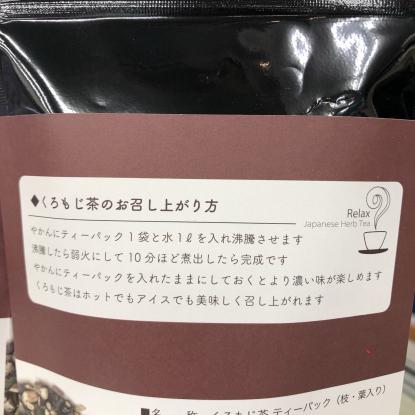 ◆くろもじ茶のお召し上がり方
Relax
Japanese Herb Tea
やかんにティーパック1袋と水1ℓを入れ沸騰させます
沸騰したら弱火にして10分ほど煮出したら完成です
やかんにティーパックを入れたままにしておくとより濃い味が楽しめます
くろもじ茶はホットでもアイスでも美味しく召し上がれます
■名 称 くろもじ茶 ティーパック（枝・葉入り）